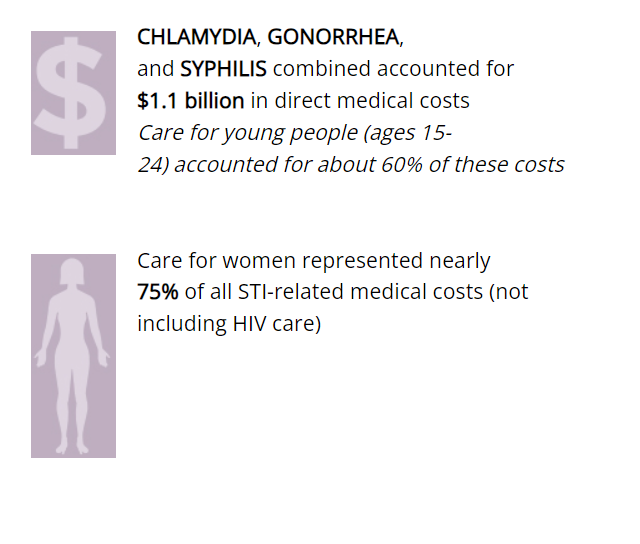 CHLAMYDIA, GONORRHEA,
and SYPHILIS combined accounted for
$1.1 billion in direct medical costs
Care for young people (ages 15-
24) accounted for about 60% of these costs
Care for women represented nearly
75% of all STI-related medical costs (not
including HIV care)